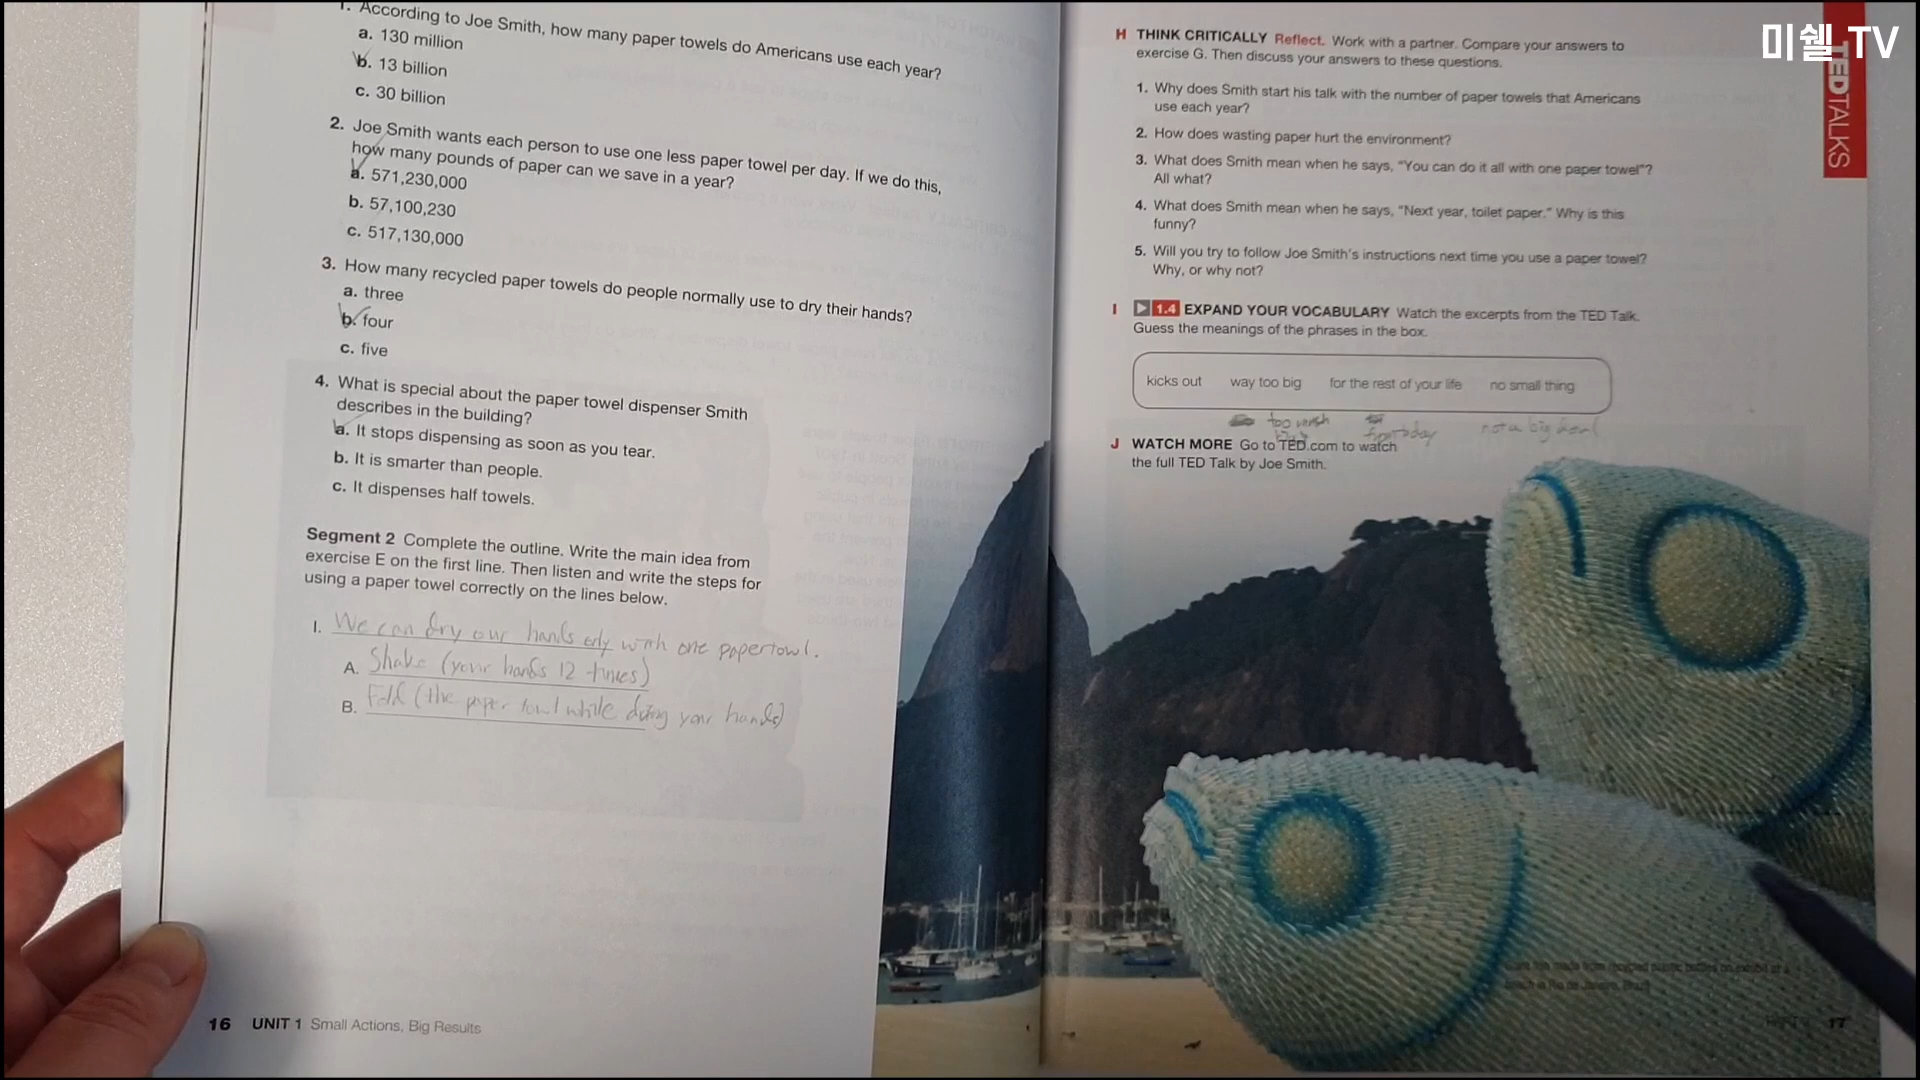 1. According to Joe Smith, how many paper towels do Americans use each year?
a. 130 million
b. 13 billion
c. 30 billion
2. Joe Smith wants each person to use one less paper towel per day. If we do this,
how many pounds of paper can we save in a year?
a. 571,230,000
b. 57,100,230
c. 517,130,000
3. How many recycled paper towels do people normally use to dry their hands?
a. three
b. four
c. five
4. What is special about the paper towel dispenser Smith
describes in the building?
a. It stops dispensing as soon as you tear.
b. It is smarter than people.
c. It dispenses half towels.
Segment 2 Complete the outline. Write the main idea from
exercise E on the first line. Then listen and write the steps for
using a paper towel correctly on the lines below.
I. We can dry our hands only with one papertowl.
A. Shake (your hands 12 times)
B. Fold (the paper towl while your hands)
16 UNIT 1 Small Actions, Big Results
H THINK CRITICALLY Reflect. Work with a partner. Compare your answers to
exercise G. Then discuss your answers to these questions.
1. Why does Smith start his talk with the number of paper towels that Americans
use each year?
2. How does wasting paper hurt the environment?
3. What does Smith mean when he says, "You can do it all with one paper towel"?
All what?
4. What does Smith mean when he says, "Next year, toilet paper." Why is this
funny?
5. Will you try to follow Joe Smith's instructions next time you use a paper towel?
Why, or why not?
I 1.4 EXPAND YOUR VOCABULARY Watch the excerpts from the TED Talk.
Guess the meanings of the phrases in the box.
kicks out way too big for the rest of your life no small thing
too much from today not a big deal
J WATCH MORE Go to TED.com to watch
the full TED Talk by Joe Smith.
17
TEDTALKS
미쉘 TV